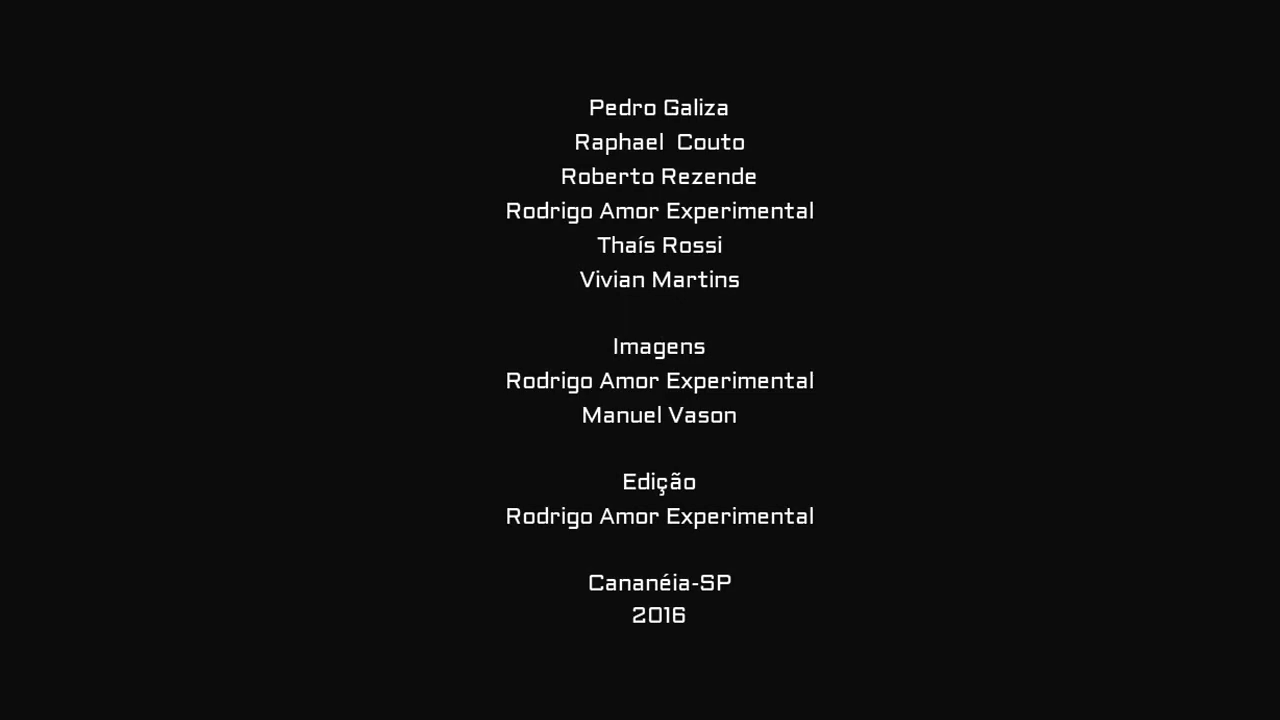 Pedro Galiza
Raphael  Couto
Roberto Rezende
Rodrigo Amor Experimental
Thaís Rossi
Vivian Martins
Imagens
Rodrigo Amor Experimental
Manuel Vason
Edição
Rodrigo Amor Experimental
Cananéia-SP
2016